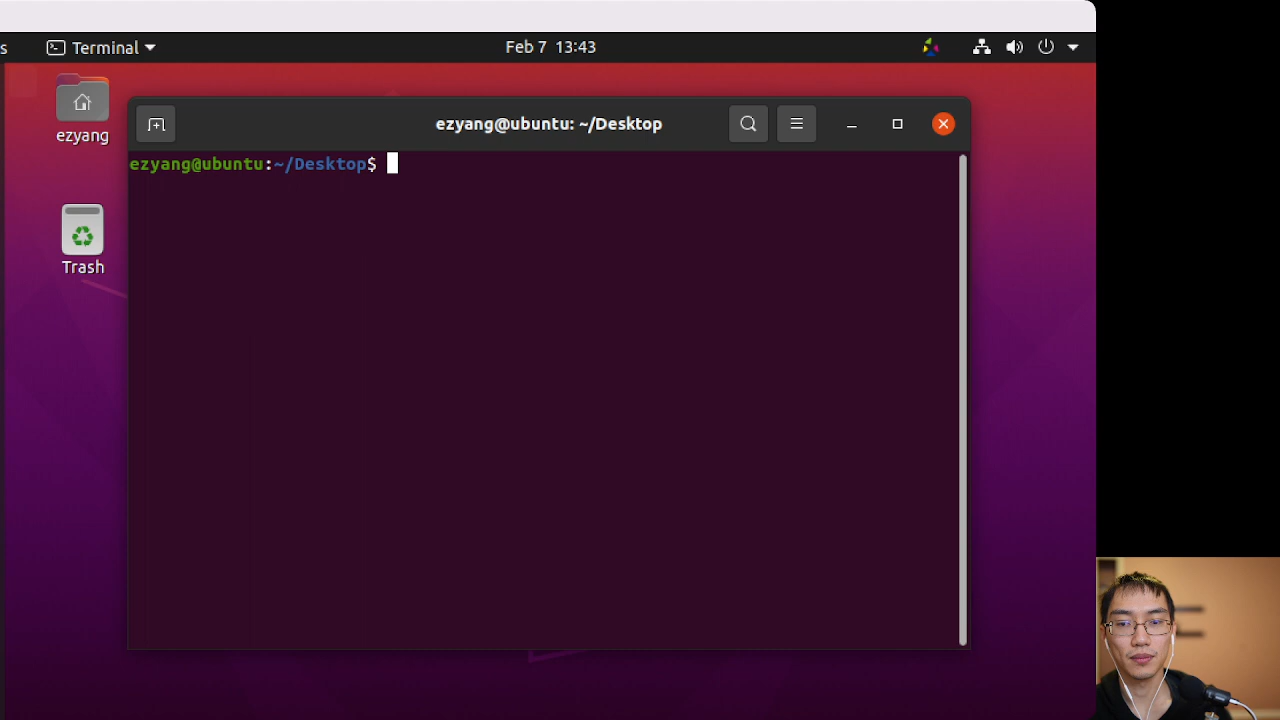 s
Terminal
Feb 7 13:43
ezyang
ezyang@ubuntu: ~/Desktop
ezyang@ubuntu:~/Desktop$
Trash